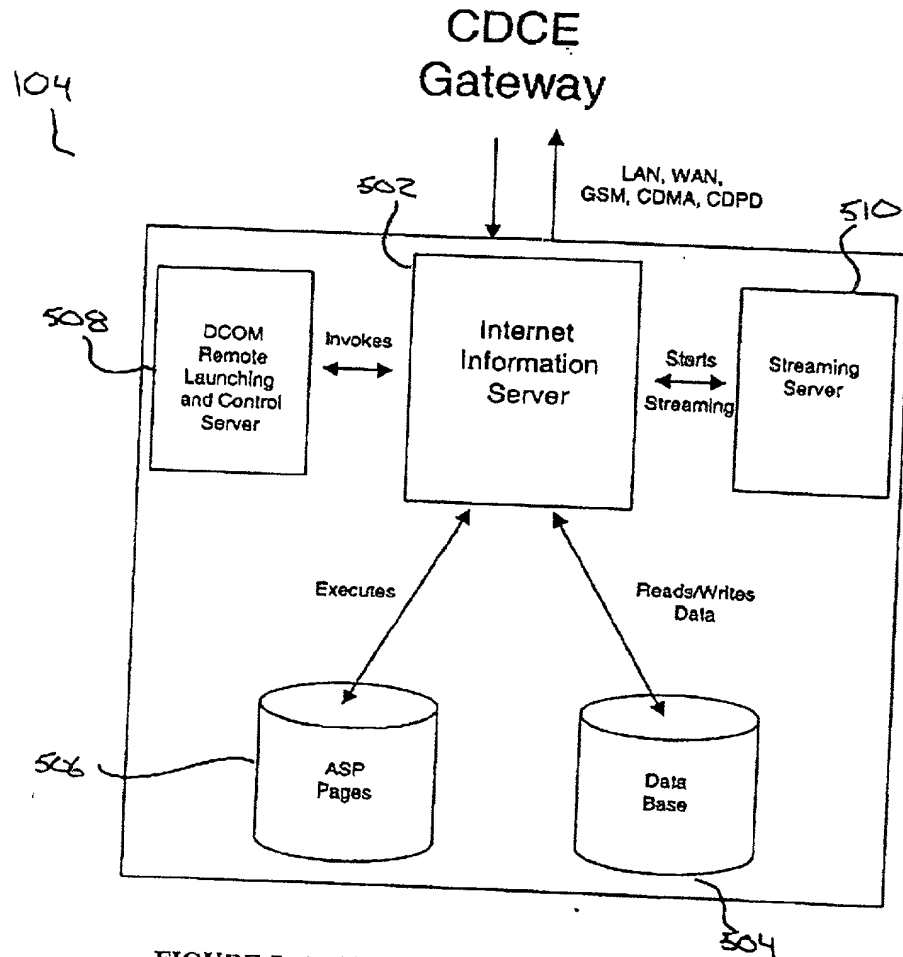 CDCE
Gateway
104
LAN, WAN,
GSM, CDMA, CDPD
502
510
508
DCOM
Remote
Launching
and Control
Server
Invokes
Internet
Information
Server
Starts
Streaming
Streaming
Server
Executes
Reads/Writes
Data
506
ASP
Pages
Data
Base
504